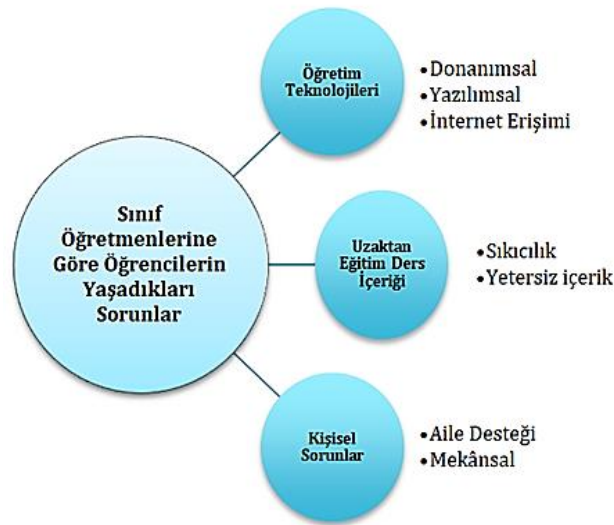 Sınıf
Öğretmenlerine
Göre Öğrencilerin
Yaşadıkları
Sorunlar
Öğretim
Teknolojileri
•Donanımsal
•Yazılımsal
•İnternet Erişimi
Uzaktan
Eğitim Ders
İçeriği
•Sıkıcılık
•Yetersiz içerik
Kişisel
Sorunlar
•Aile Desteği
•Mekânsal